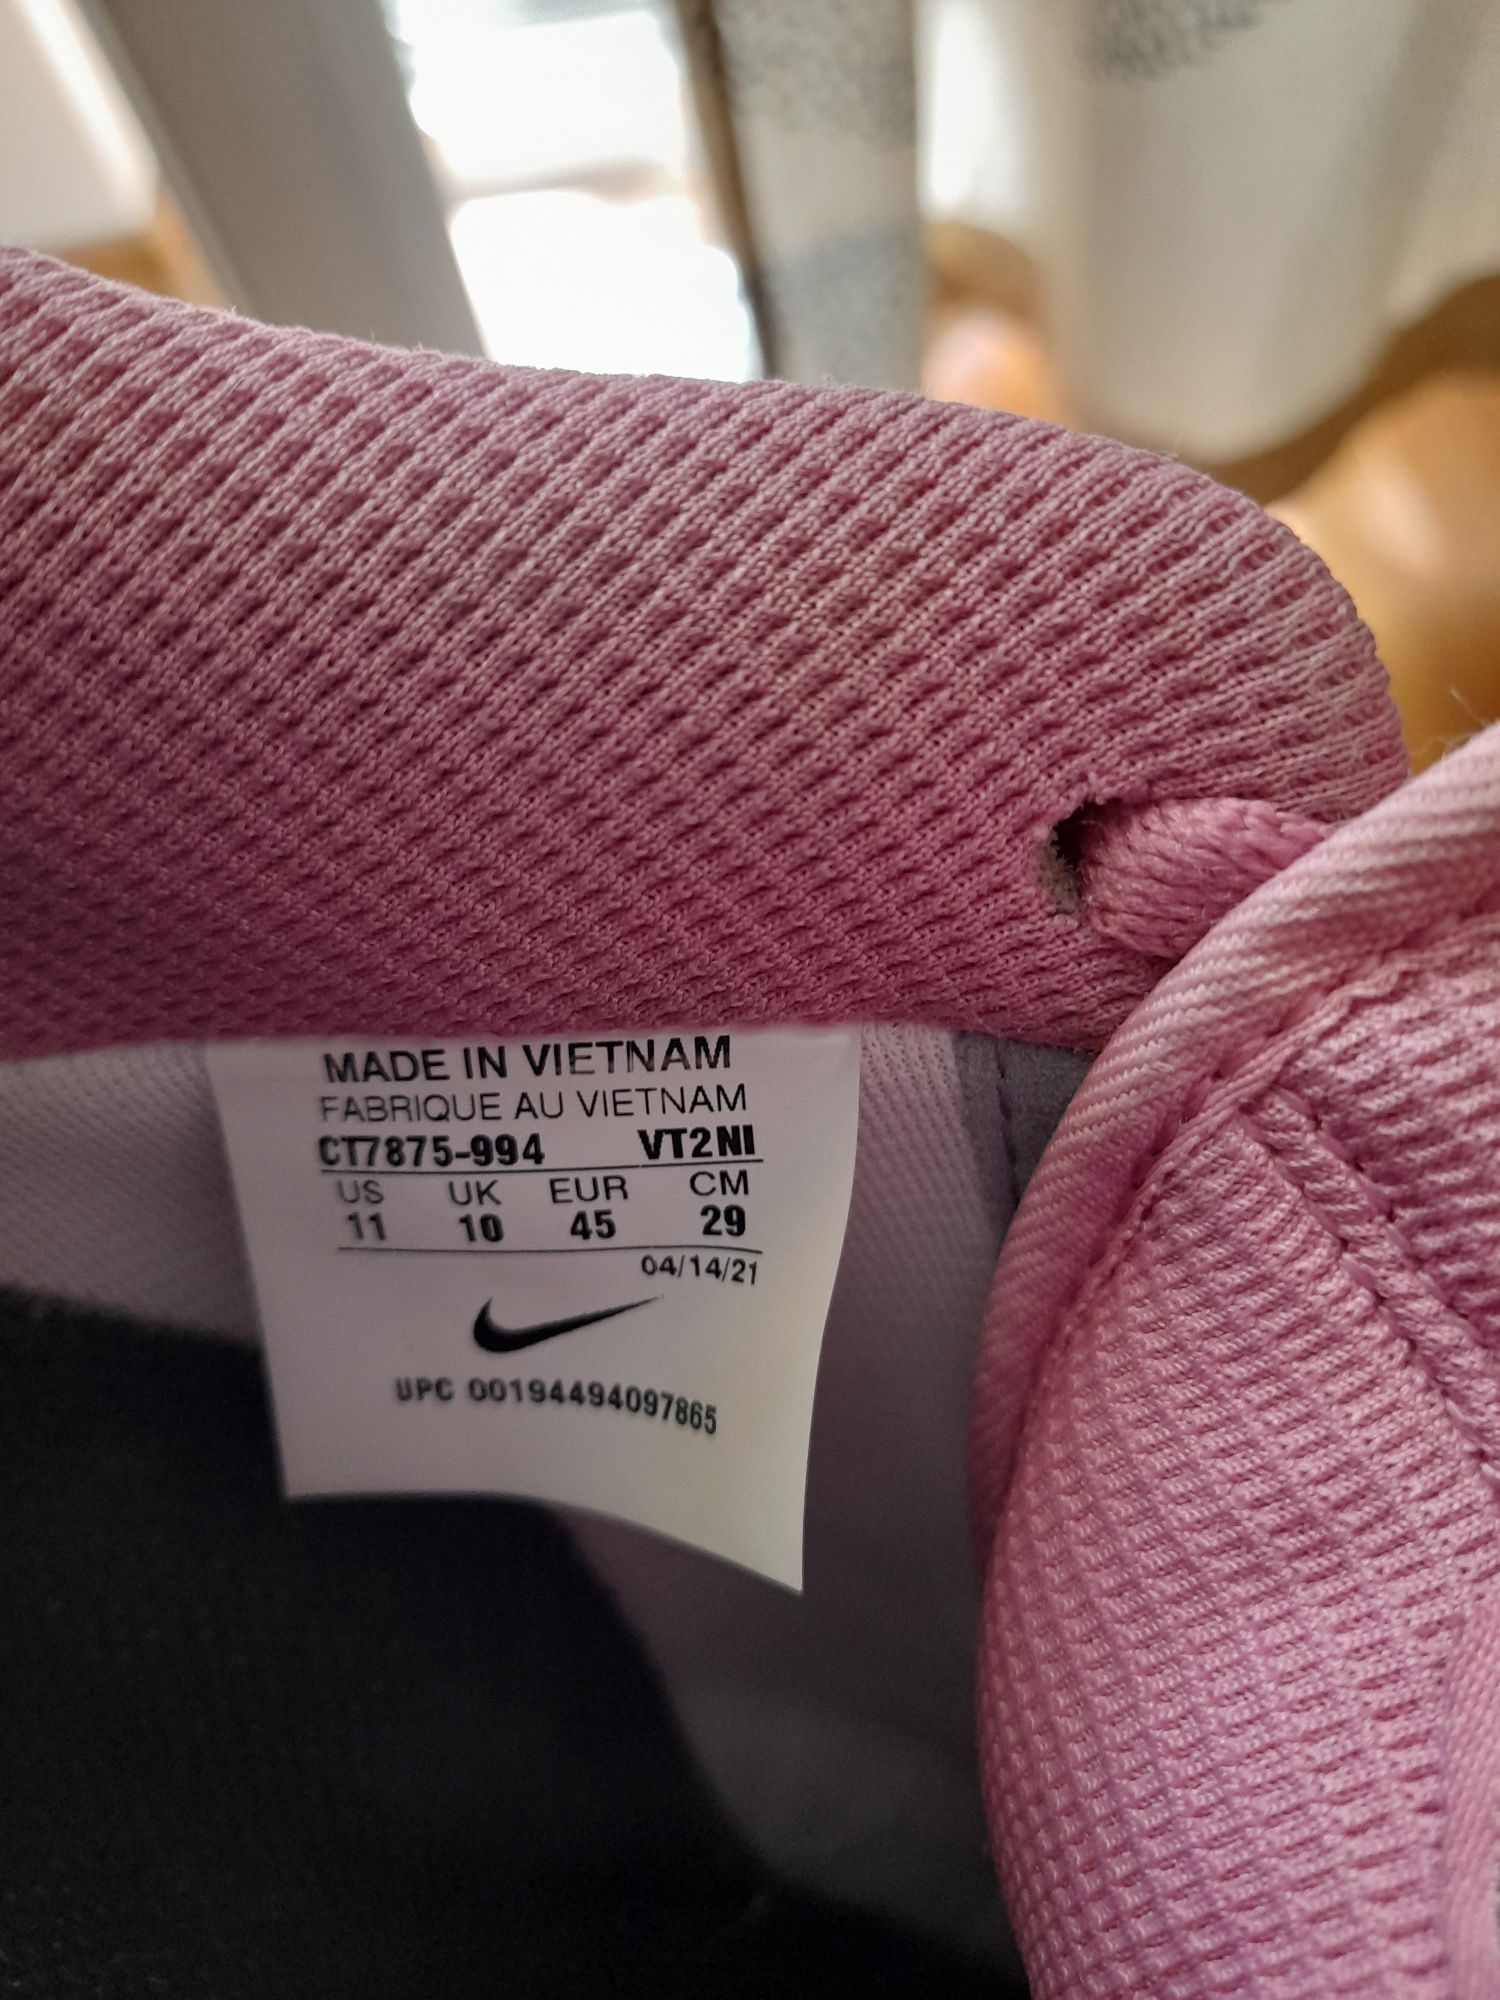 MADE IN VIETNAM
FABRIQUE AU VIETNAM
CT7875-994 VT2NI
US UK EUR CM
11 10 45 29
04/14/21
UPC 00194494097865